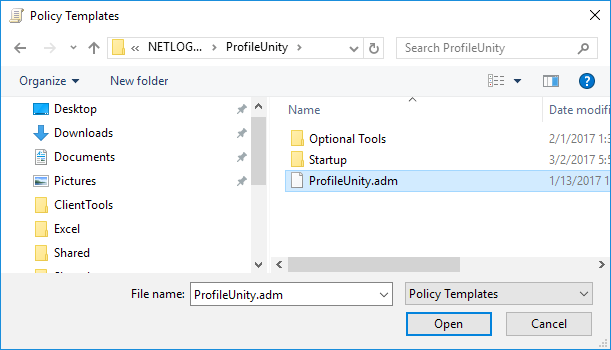 Policy Templates
« NETLOG... > ProfileUnity >
Search ProfileUnity
Organize New folder
Desktop
Downloads
Documents
Pictures
ClientTools
Excel
Shared
Name Date modifi
Optional Tools 2/1/2017 1:
Startup 3/2/2017 5:
ProfileUnity.adm 1/13/2017 1
File name: ProfileUnity.adm Policy Templates
Open Cancel